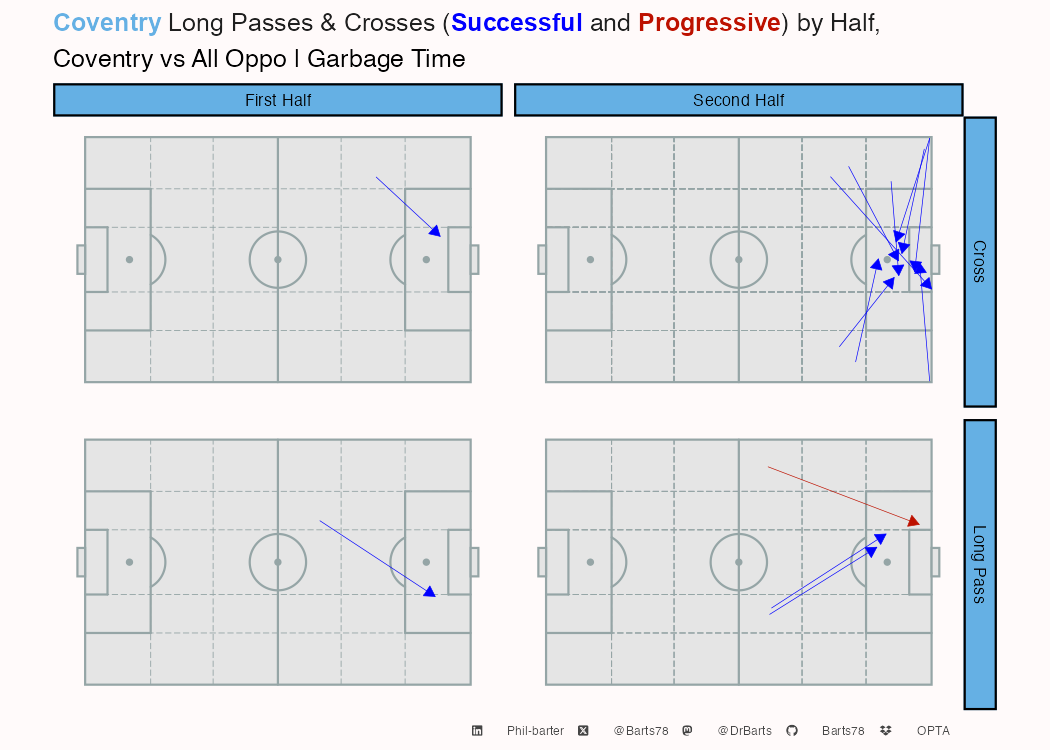 Coventry Long Passes & Crosses (Successful and Progressive) by Half,
Coventry vs All Oppo | Garbage Time
First Half
Second Half
Cross
Long Pass
Phil-barter @Barts78 @DrBarts Barts78 OPTA